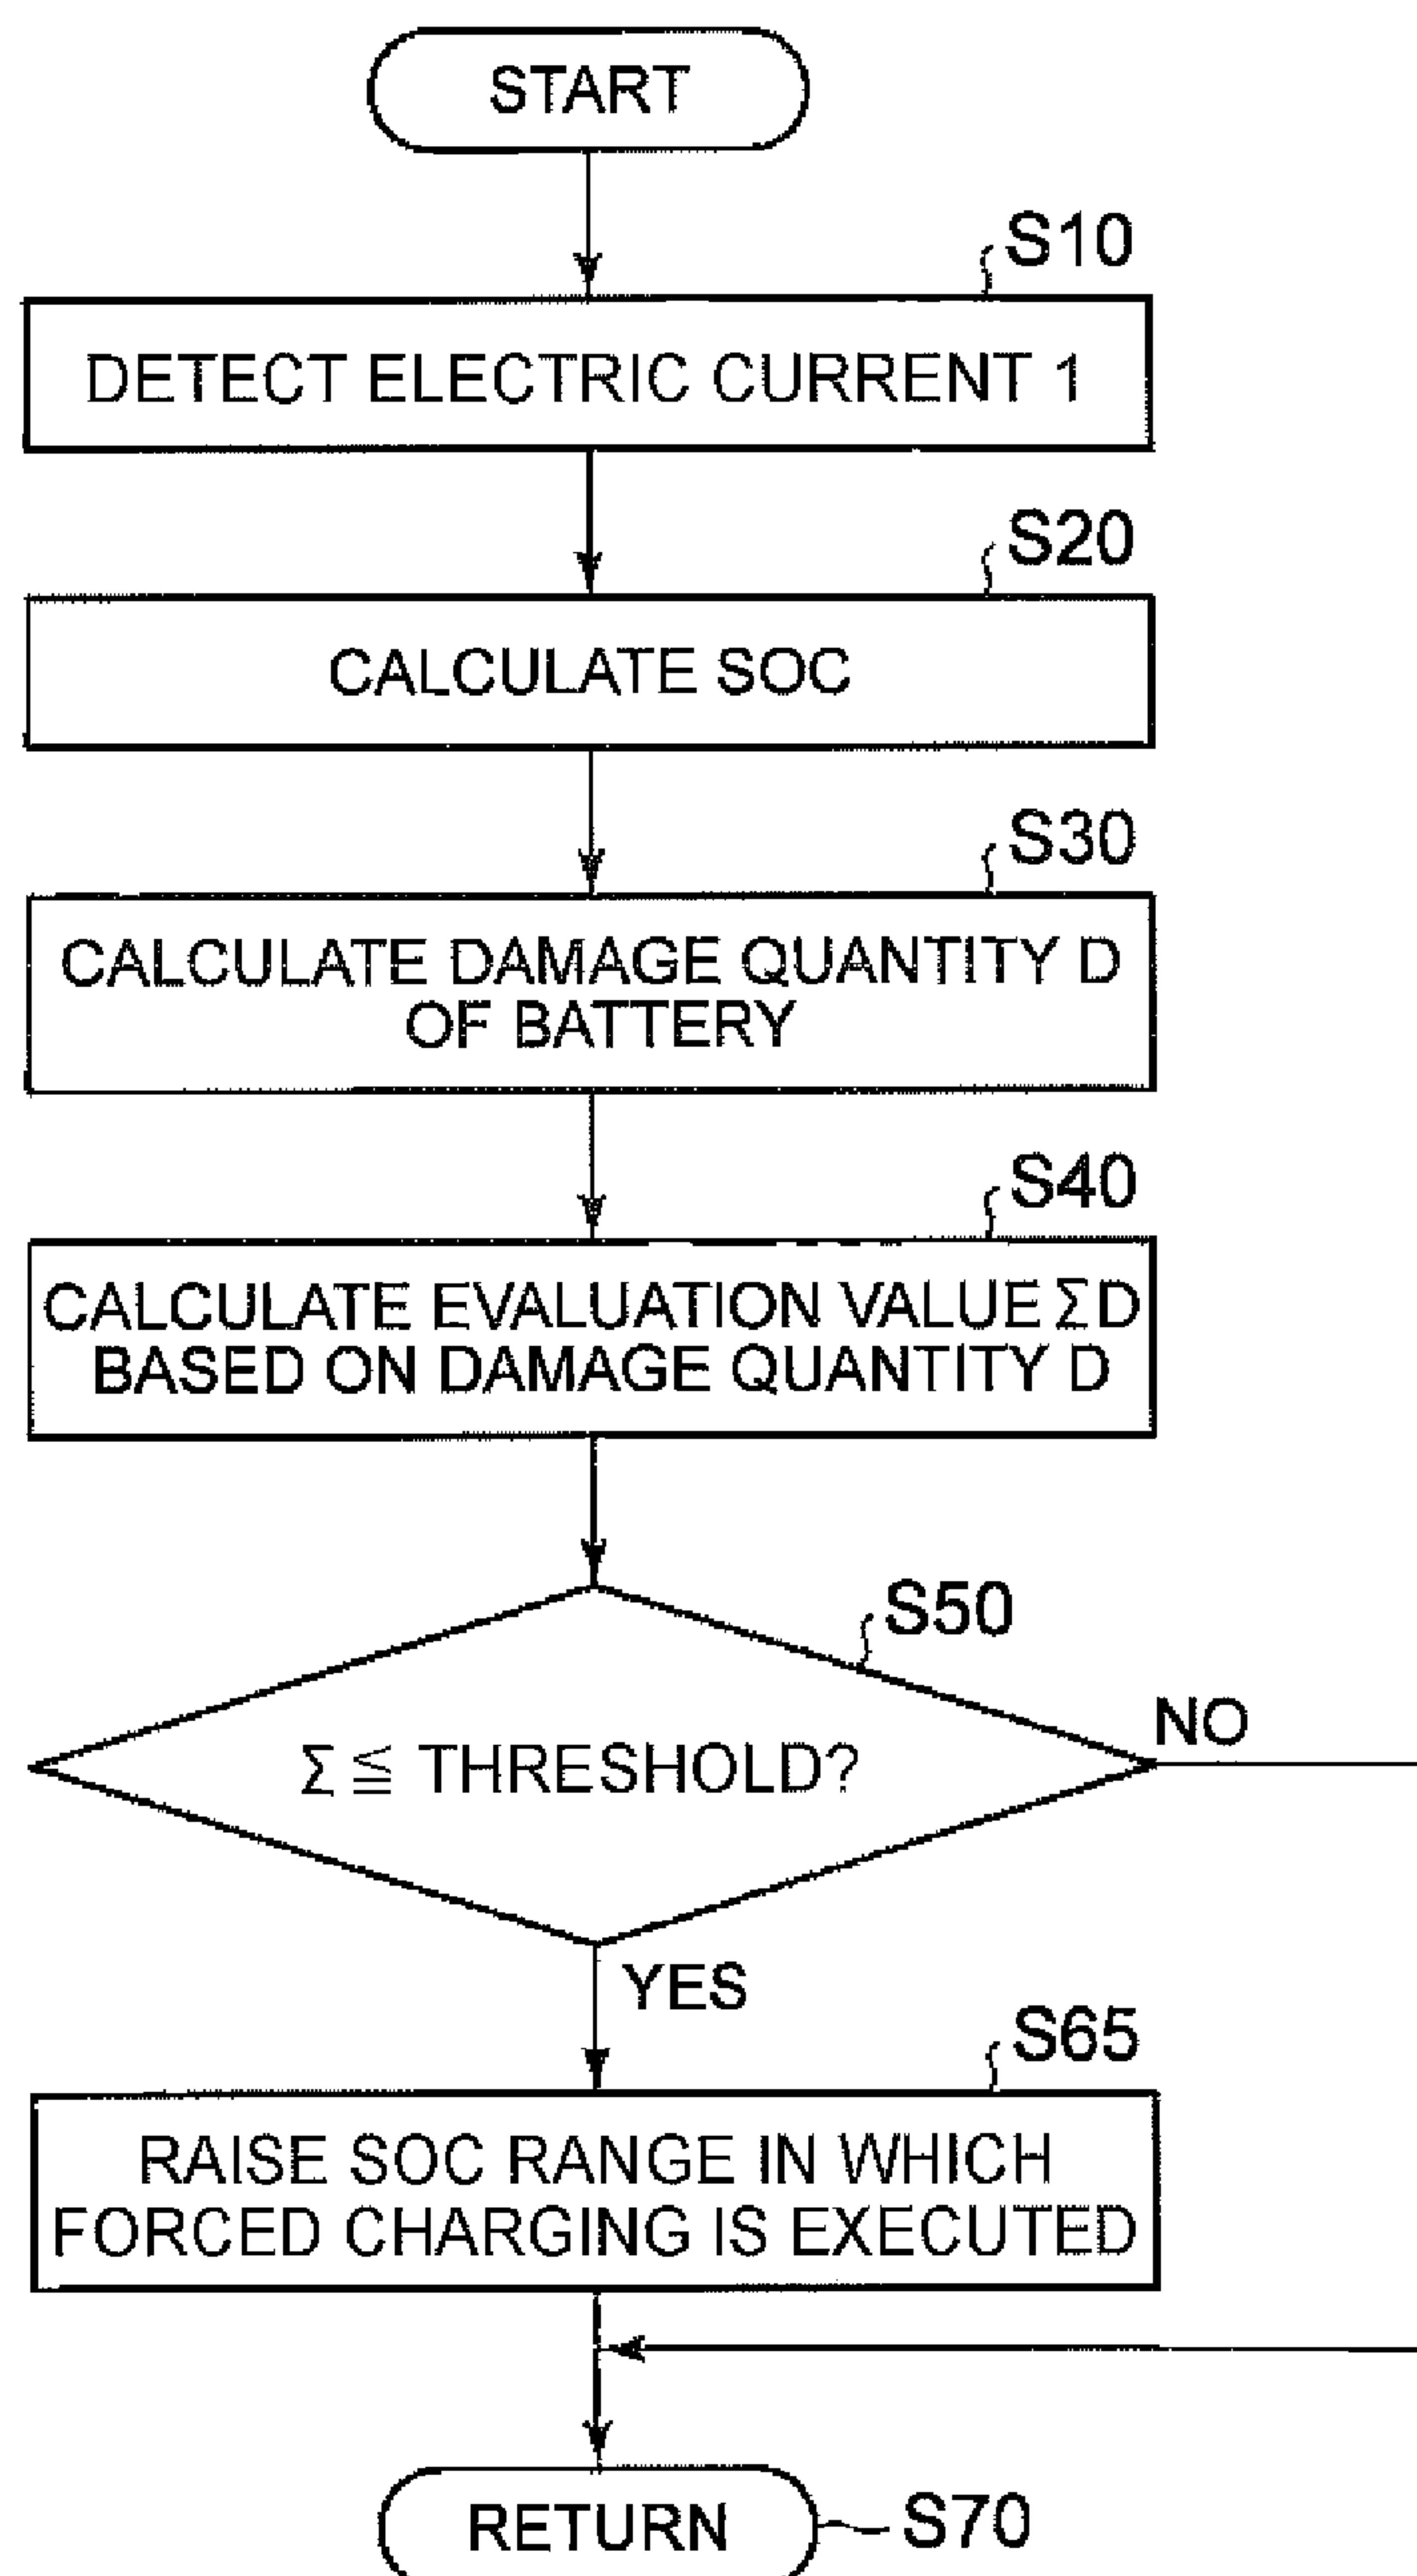 START
S10
DETECT ELECTRIC CURRENT 1
S20
CALCULATE SOC
S30
CALCULATE DAMAGE QUANTITY D
OF BATTERY
S40
CALCULATE EVALUATION VALUE ΣD
BASED ON DAMAGE QUANTITY D
S50
Σ ≦ THRESHOLD?
NO
YES
S65
RAISE SOC RANGE IN WHICH
FORCED CHARGING IS EXECUTED
RETURN
S70